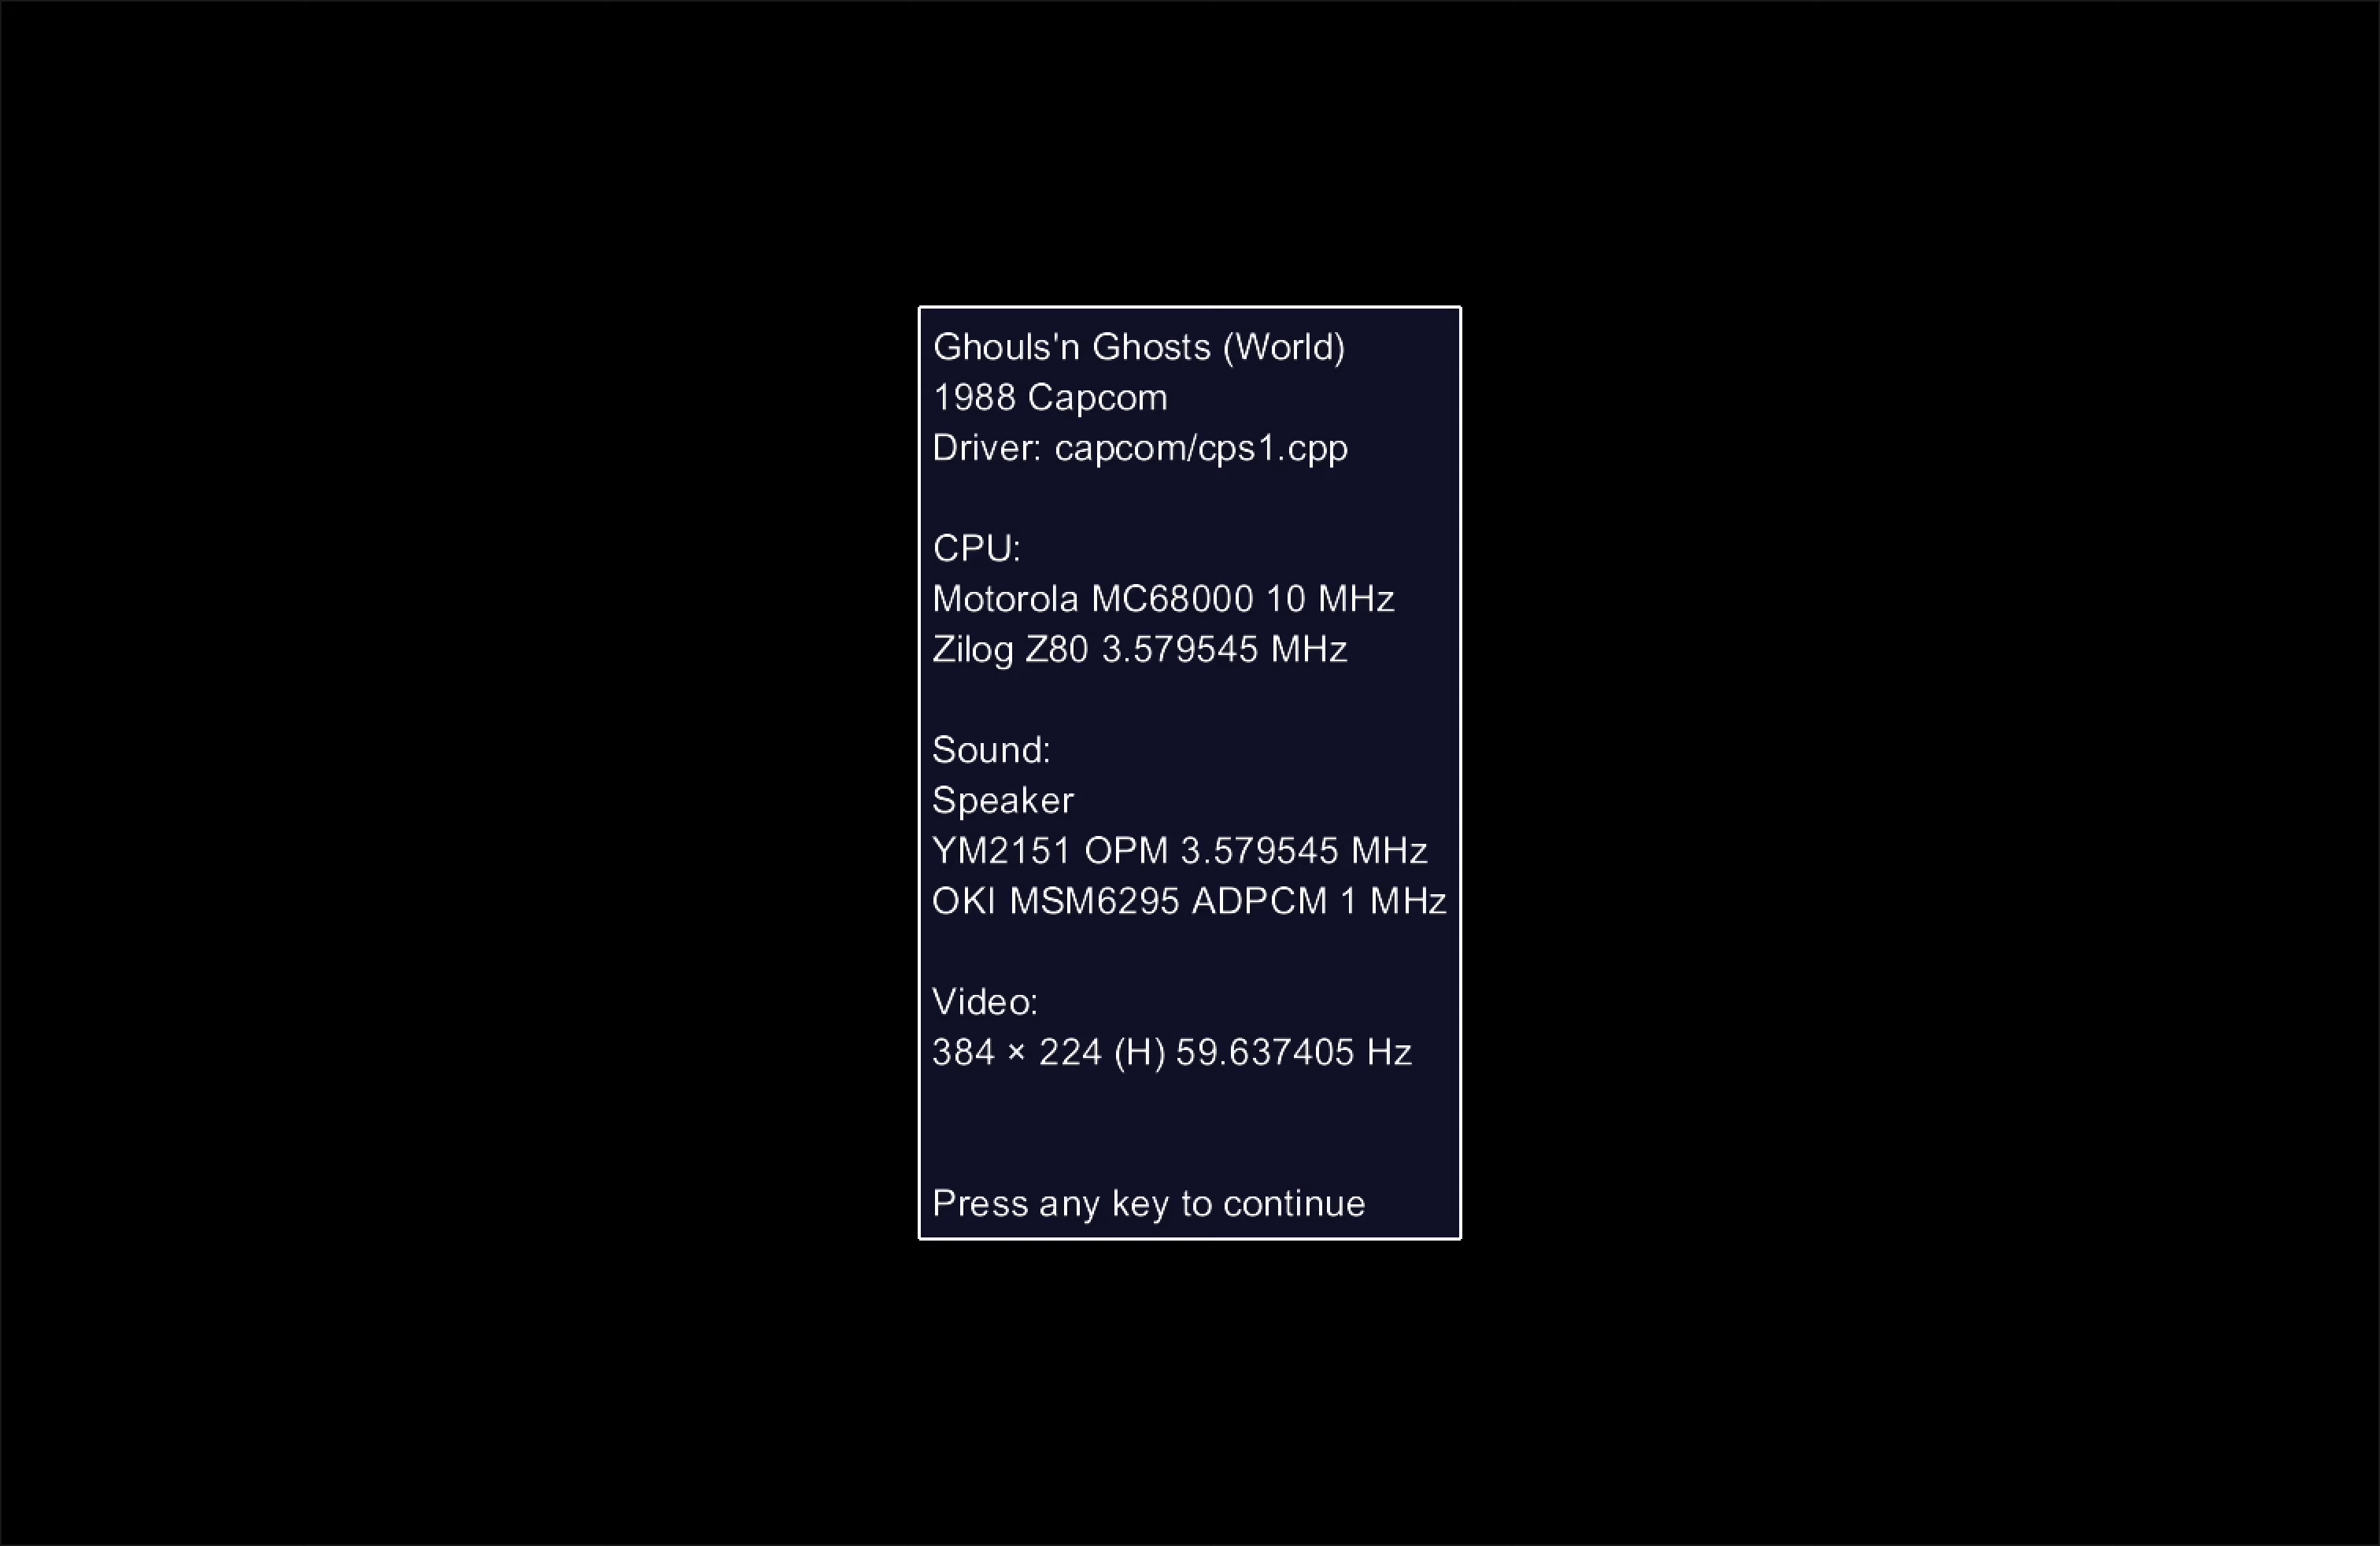 Ghouls'n Ghosts (World)
1988 Capcom
Driver: capcom/cps1.cpp
CPU:
Motorola MC68000 10 MHz
Zilog Z80 3.579545 MHz
Sound:
Speaker
YM2151 OPM 3.579545 MHz
OKI MSM6295 ADPCM 1 MHz
Video:
384 × 224 (H) 59.637405 Hz
Press any key to continue